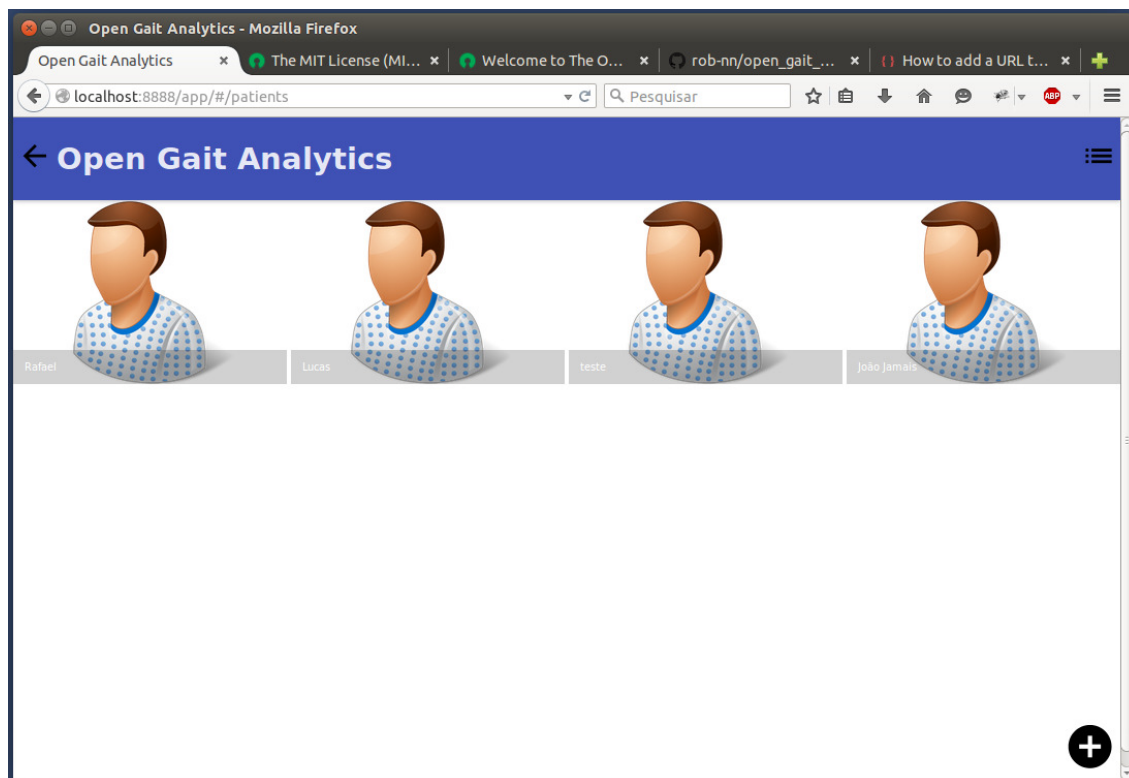 Open Gait Analytics - Mozilla Firefox
Open Gait Analytics
The MIT License (MI...
Welcome to The O...
rob-nn/open_gait_...
How to add a URL t...
localhost:8888/app/#/patients
Pesquisar
ABP
Open Gait Analytics
Rafael
Lucas
teste
João Jamais